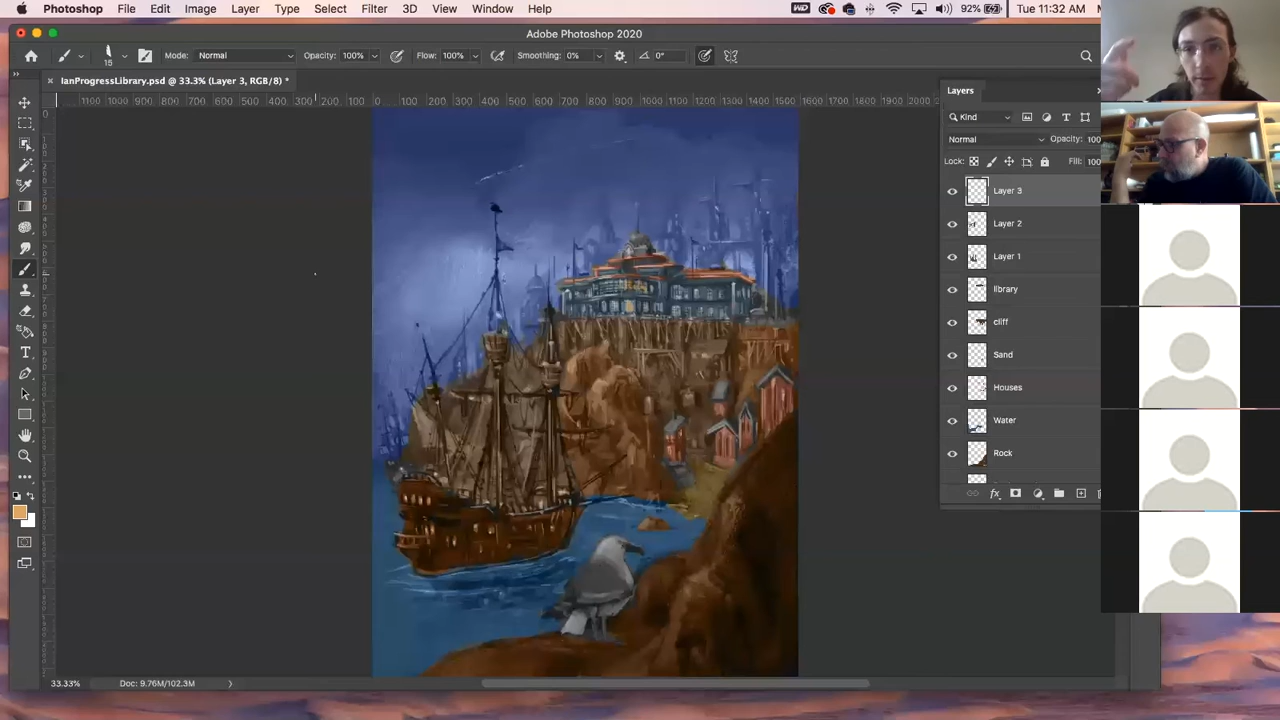 Photoshop File Edit Image Layer Type Select Filter 3D View Window Help 92% Tue 11:32 AM
Adobe Photoshop 2020
15 Mode: Normal Opacity: 100% Flow: 100% Smoothing: 0% 0°
IanProgressLibrary.psd @ 33.3% (Layer 3, RGB/8) *
1100 1000 900 800 700 600 500 400 300 200 100 0 100 200 300 400 500 600 700 800 900 1000 1100 1200 1300 1400 1500 1600 1700 1800 1900 2000
Layers
Kind
Normal Opacity: 100
Lock: Fill: 100
Layer 3
Layer 2
Layer 1
library
cliff
Sand
Houses
Water
Rock
fx
33.33% Doc: 9.76M/102.3M